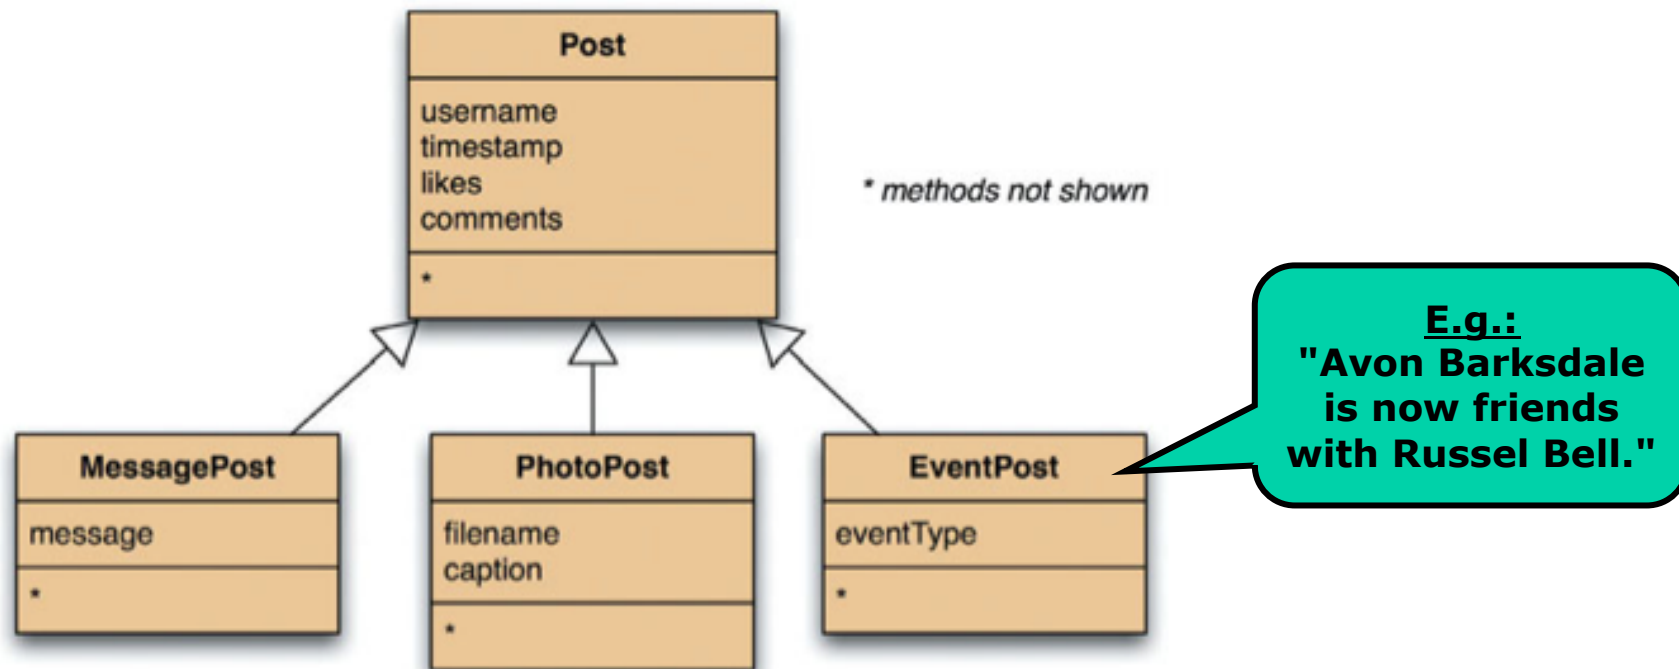 Post
username
timestamp
likes
comments
*
* methods not shown
E.g.:
"Avon Barksdale
is now friends
with Russel Bell."
MessagePost
message
*
PhotoPost
filename
caption
*
EventPost
eventType
*